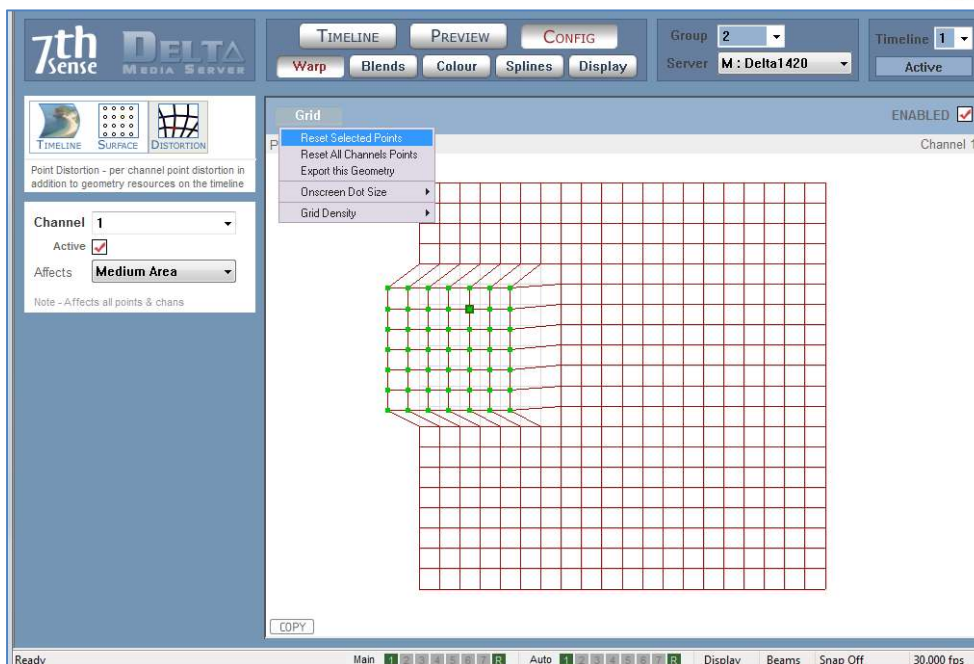 7th sense
DELTA
MEDIA SERVER
TIMELINE PREVIEW CONFIG
Warp Blends Colour Splines Display
Group 2
Server M : Delta1420
Timeline 1
Active
TIMELINE SURFACE DISTORTION
Point Distortion - per channel point distortion in
addition to geometry resources on the timeline
Channel 1
Active
Affects Medium Area
Note - Affects all points & chans
Grid
ENABLED
P
Channel 1
Reset Selected Points
Reset All Channels Points
Export this Geometry
Onscreen Dot Size
Grid Density
COPY
Ready Main 1 2 3 4 5 6 7 R Auto 1 2 3 4 5 6 7 R Display Beams Snap Off 30.000 fps